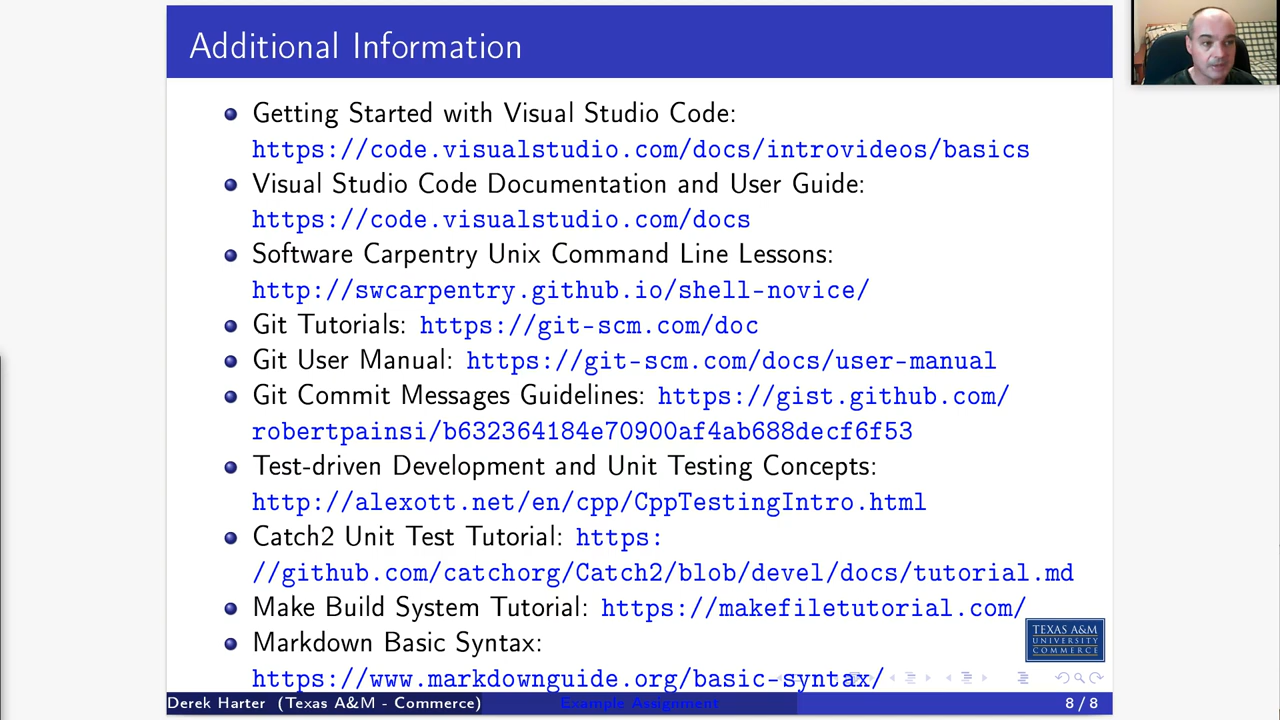 Additional Information
Getting Started with Visual Studio Code:
https://code.visualstudio.com/docs/introvideos/basics
Visual Studio Code Documentation and User Guide:
https://code.visualstudio.com/docs
Software Carpentry Unix Command Line Lessons:
http://swcarpentry.github.io/shell-novice/
Git Tutorials: https://git-scm.com/doc
Git User Manual: https://git-scm.com/docs/user-manual
Git Commit Messages Guidelines: https://gist.github.com/
robertpainsi/b632364184e70900af4ab688decf6f53
Test-driven Development and Unit Testing Concepts:
http://alexott.net/en/cpp/CppTestingIntro.html
Catch2 Unit Test Tutorial: https:
//github.com/catchorg/Catch2/blob/devel/docs/tutorial.md
Make Build System Tutorial: https://makefiletutorial.com/
Markdown Basic Syntax:
https://www.markdownguide.org/basic-syntax/
TEXAS A&M
UNIVERSITY
COMMERCE
Derek Harter (Texas A&M - Commerce) Example Assignment 8 / 8